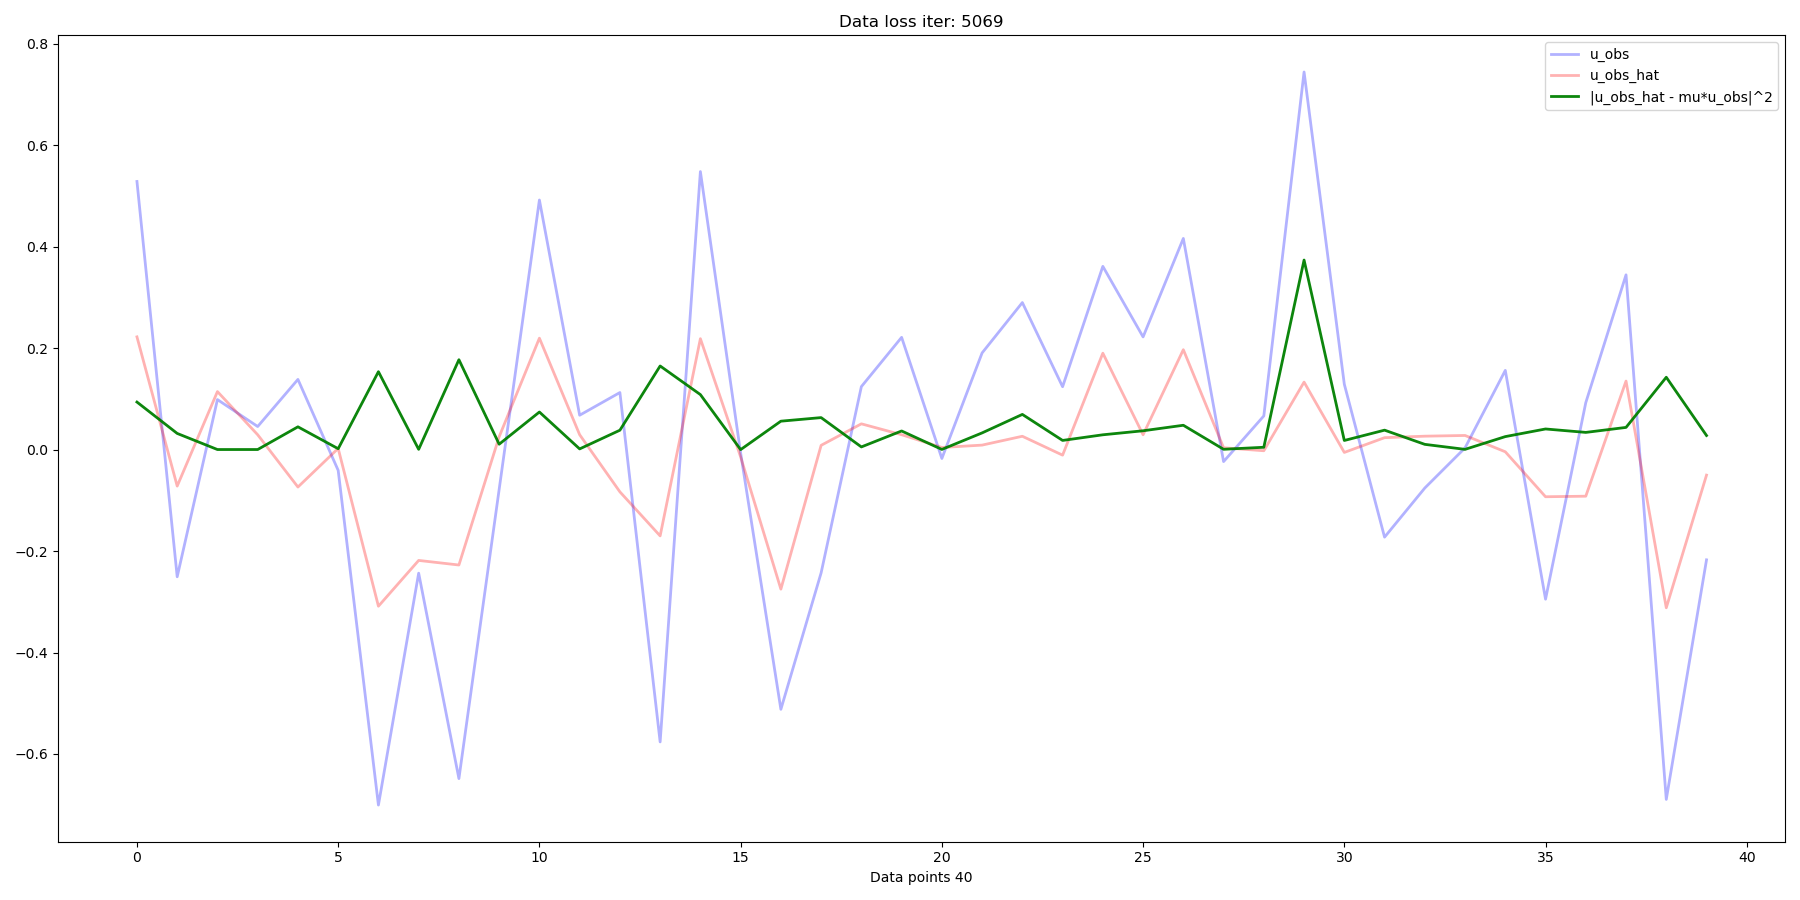 Data loss iter: 5069
u_obs
u_obs_hat
|u_obs_hat - mu*u_obs|^2
0.8
0.6
0.4
0.2
0.0
−0.2
−0.4
−0.6
0 5 10 15 20 25 30 35 40
Data points 40